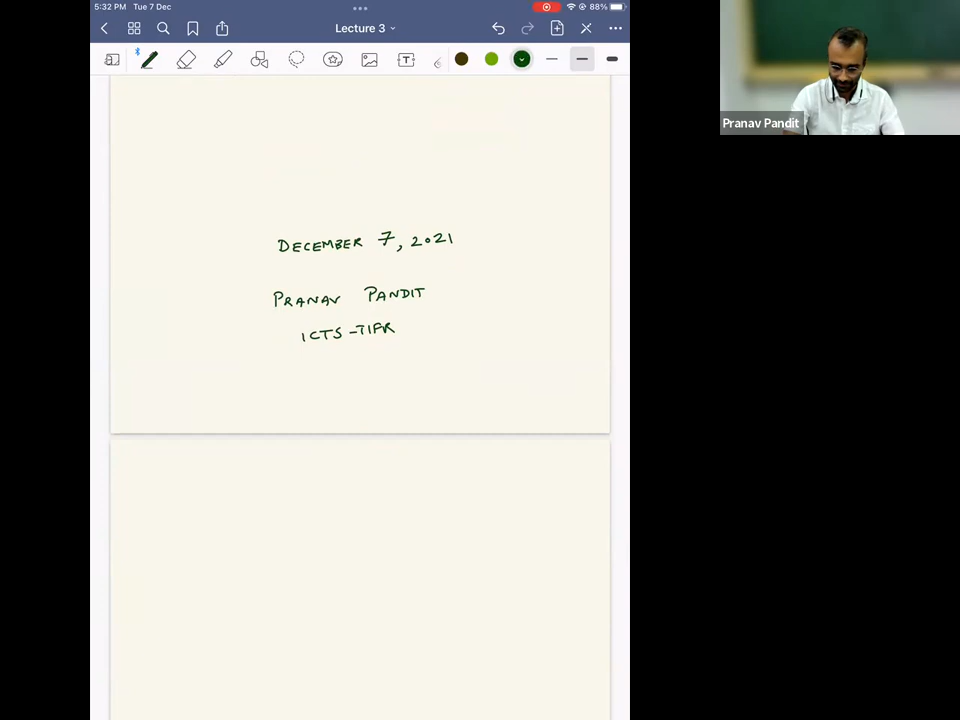 5:32 PM Tue 7 Dec
88%
Lecture 3
T
DECEMBER 7, 2021
PRANAV PANDIT
ICTS-TIFR
Pranav Pandit